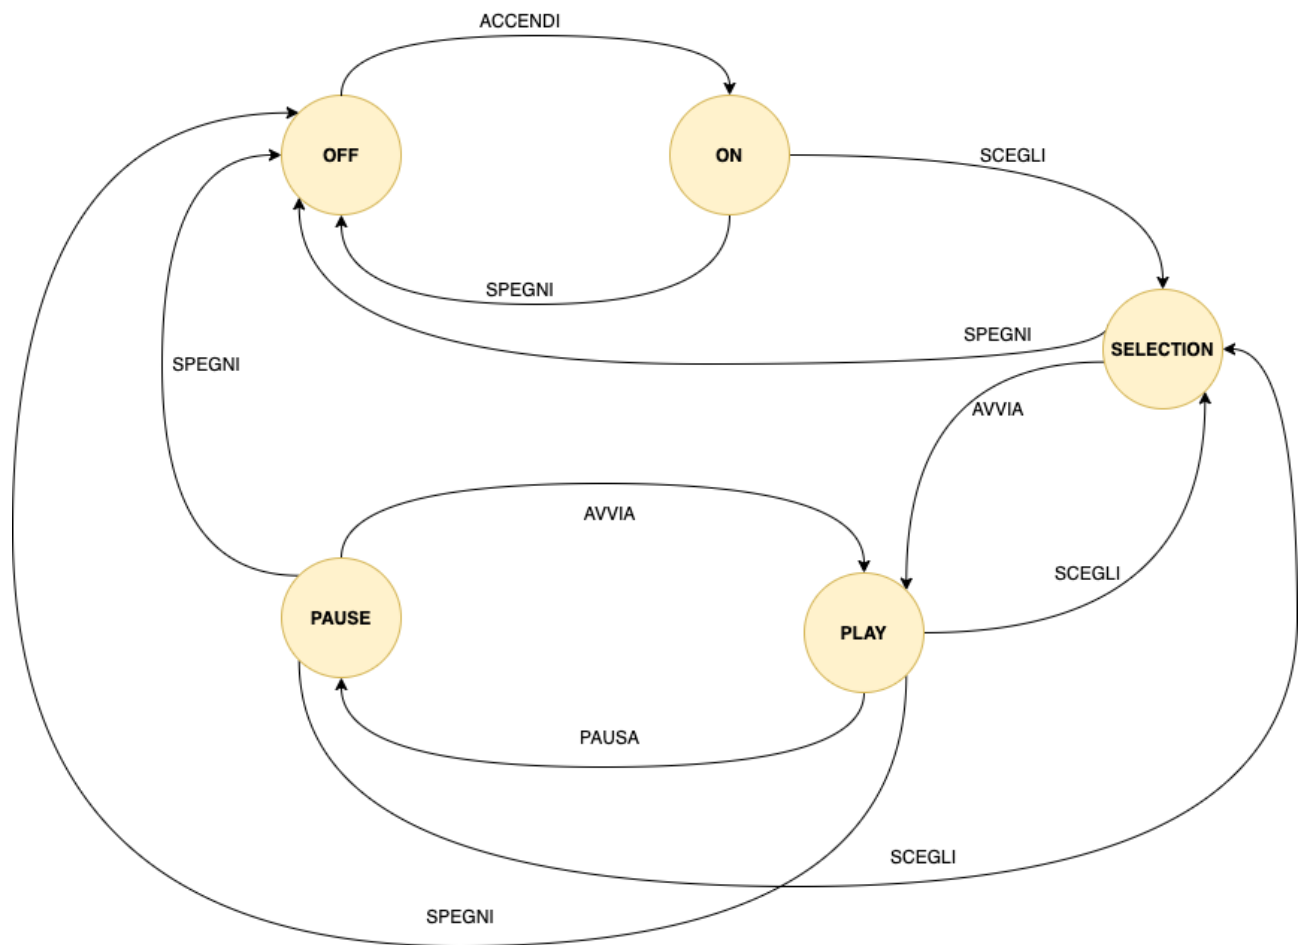 ACCENDI
OFF
ON
SCEGLI
SPEGNI
SPEGNI
SELECTION
SPEGNI
AVVIA
AVVIA
SCEGLI
PAUSE
PLAY
PAUSA
SCEGLI
SPEGNI